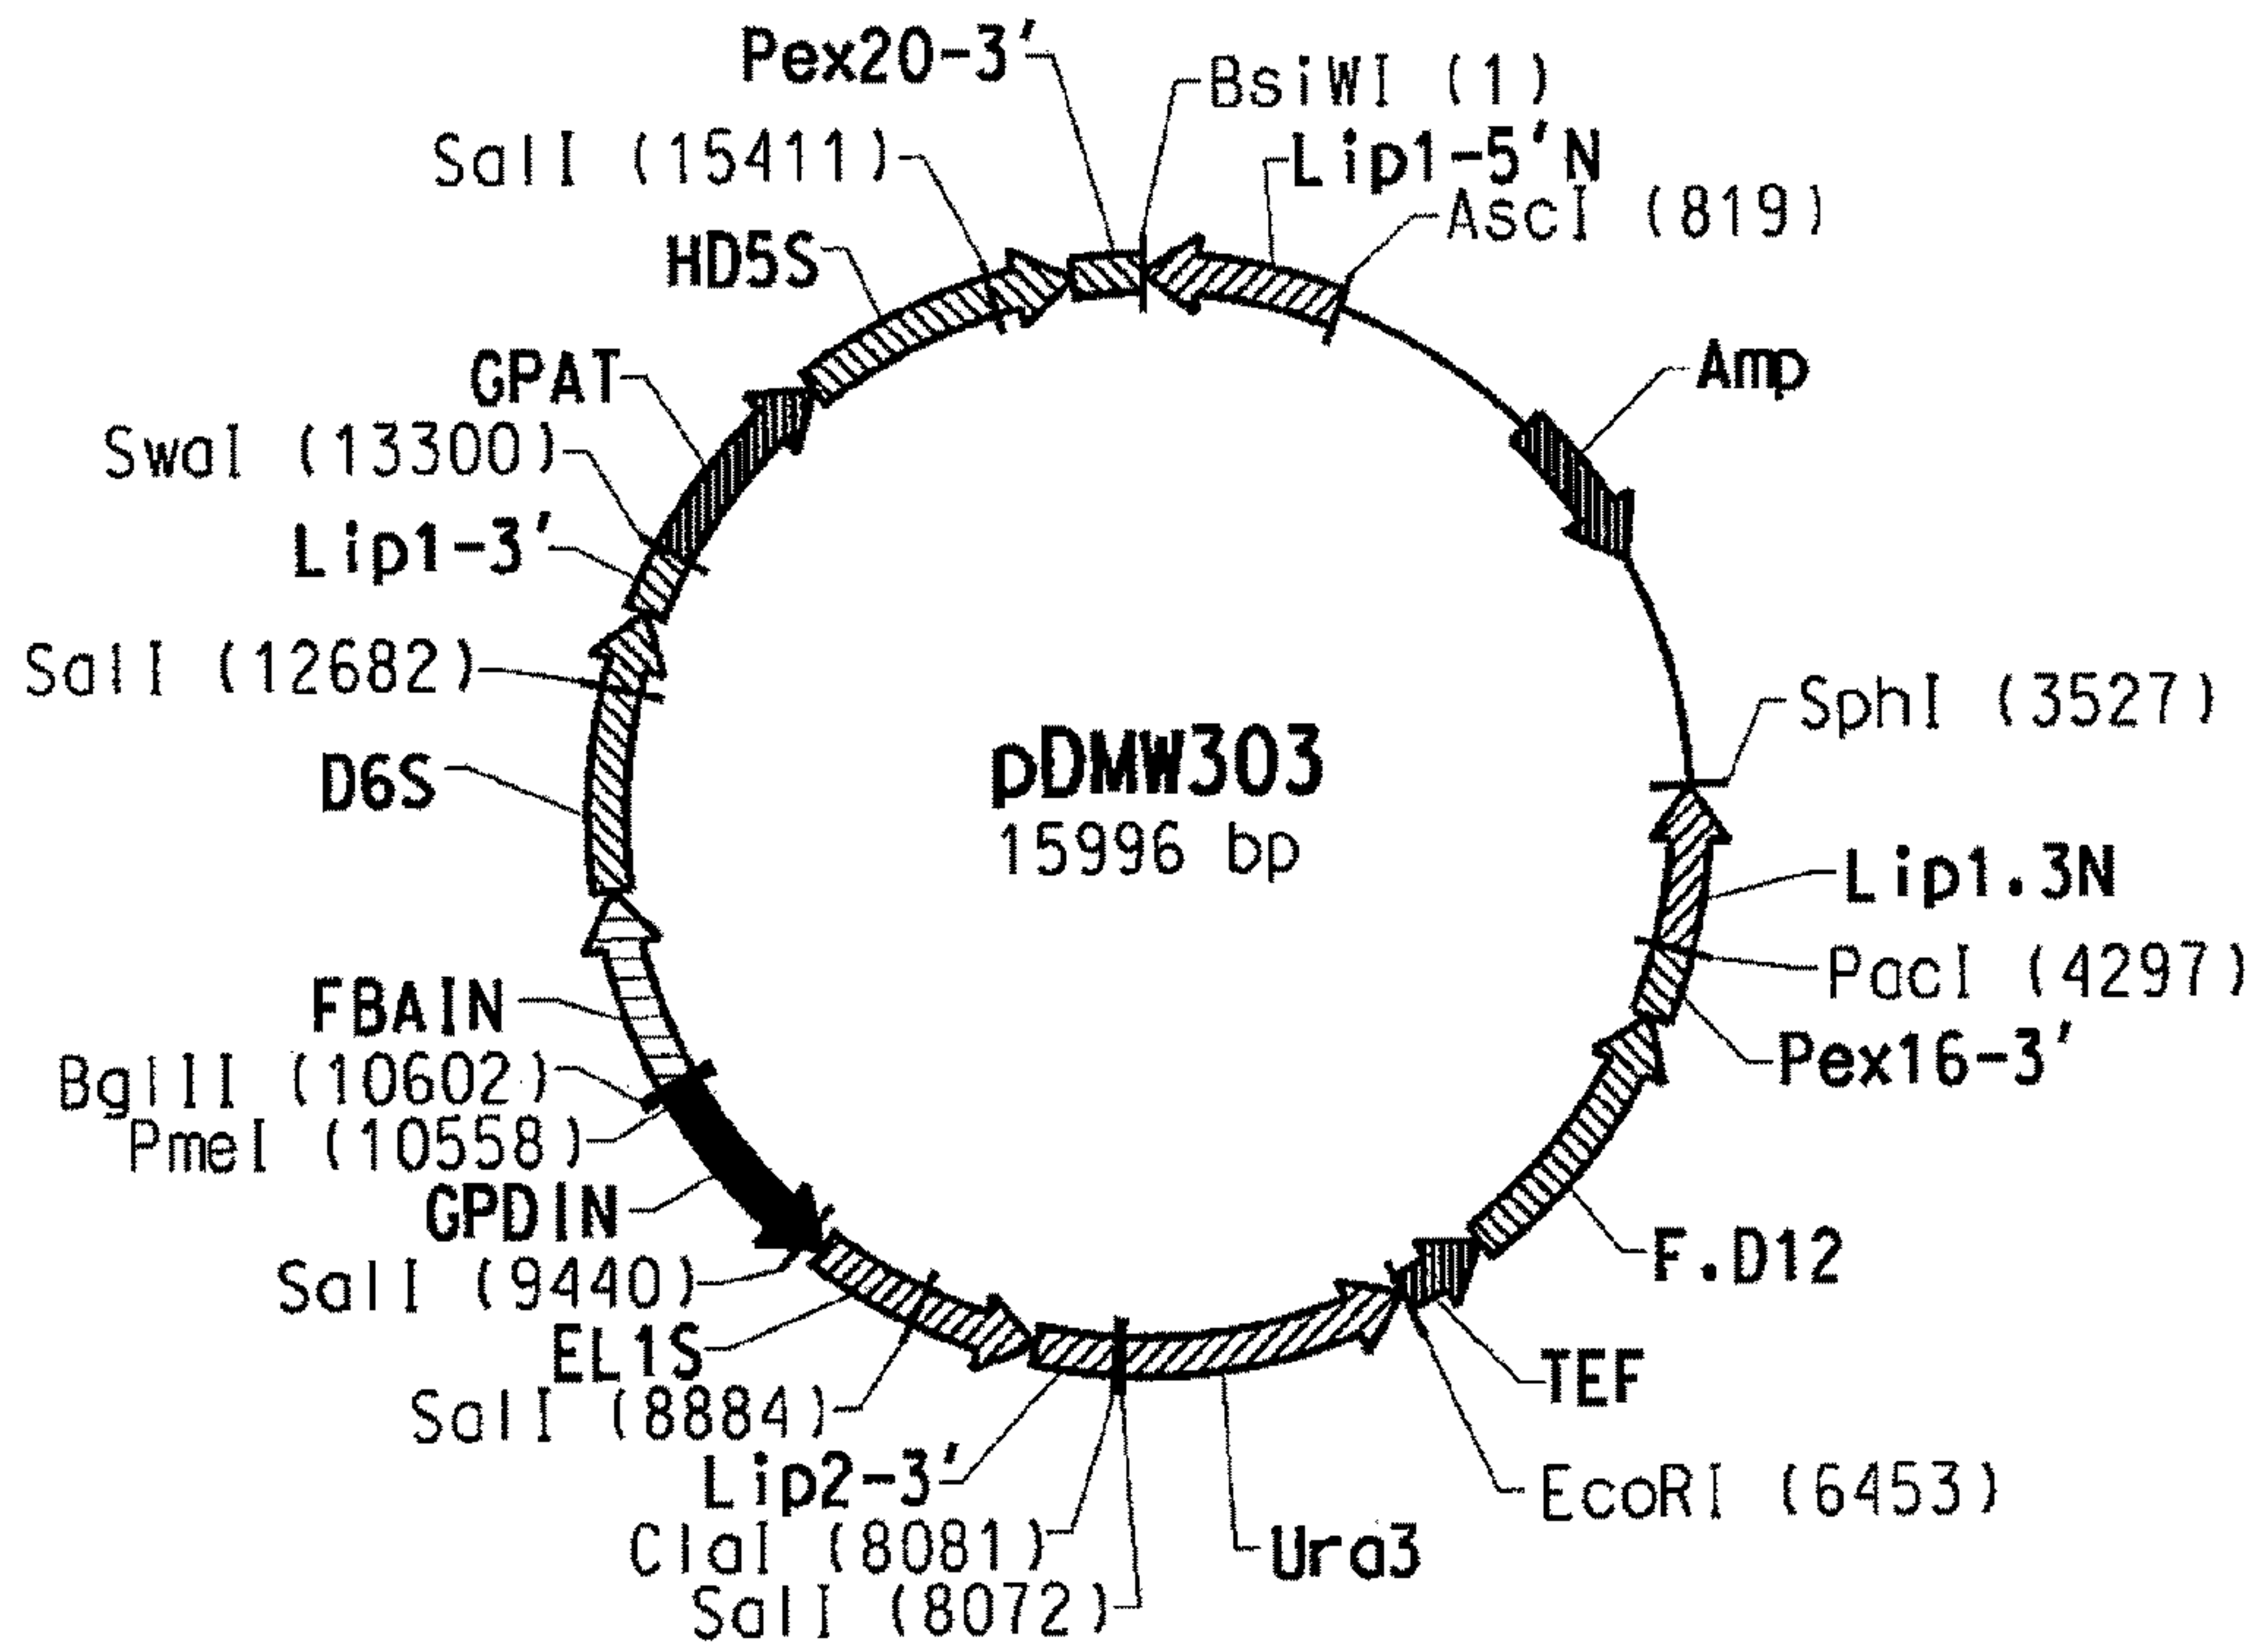 Pex20-3'
BsiWI (1)
SalI (15411)
Lip1-5'N
AscI (819)
HD5S
GPAT
Amp
SwaI (13300)
Lip1-3'
SalI (12682)
SphI (3527)
D6S
pDMW303
15996 bp
Lip1.3N
PacI (4297)
FBAIN
Pex16-3'
BglII (10602)
PmeI (10558)
GPDIN
F.D12
SalI (9440)
EL1S
TEF
SalI (8884)
Lip2-3'
EcoRI (6453)
ClaI (8081)
Ura3
SalI (8072)